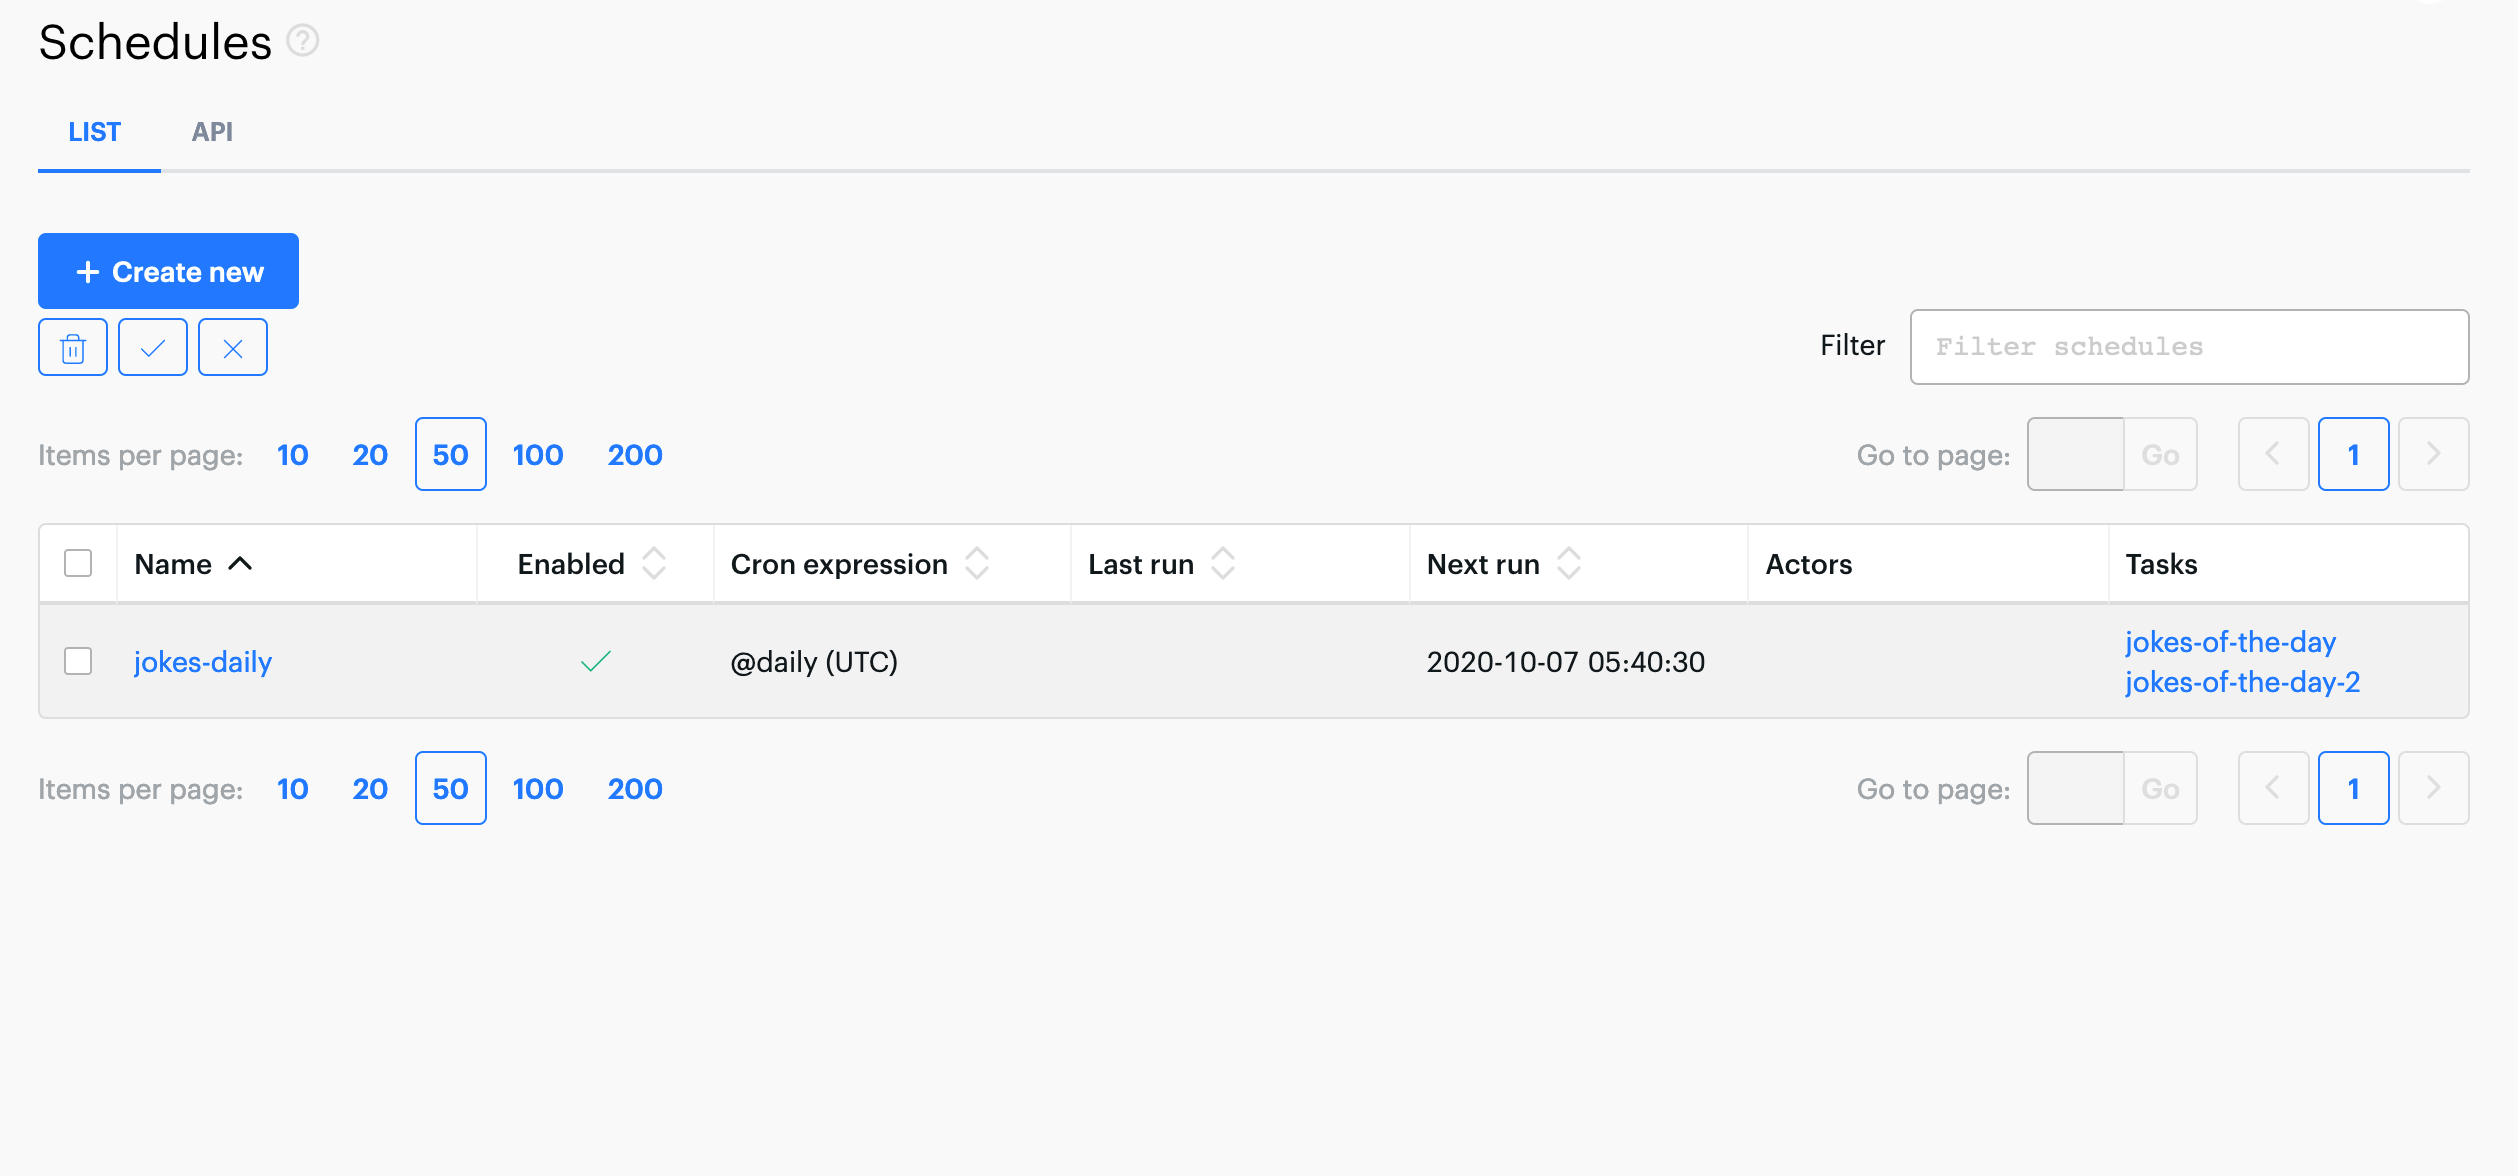 Schedules ?
LIST API
+ Create new
Filter Filter schedules
Items per page: 10 20 50 100 200 Go to page: Go 1
Name Enabled Cron expression Last run Next run Actors Tasks
jokes-daily @daily (UTC) 2020-10-07 05:40:30 jokes-of-the-day
jokes-of-the-day-2
Items per page: 10 20 50 100 200 Go to page: Go 1